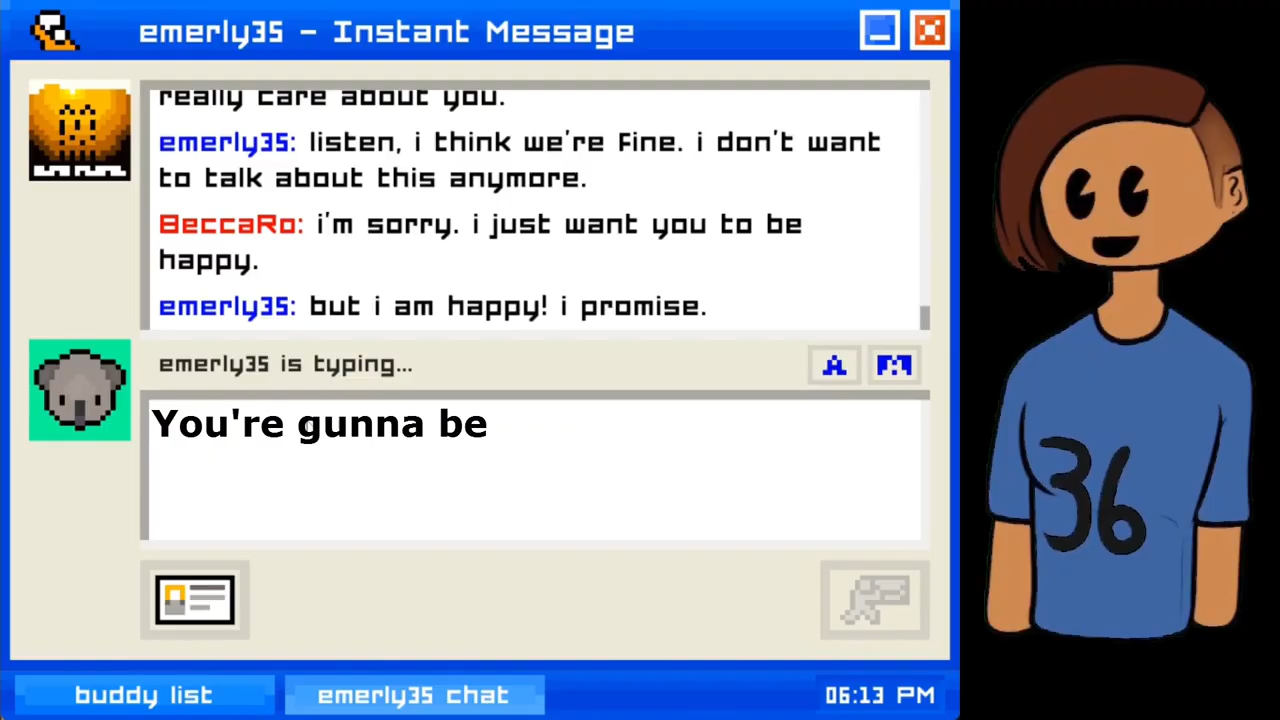 emerly35 - Instant Message
really care about you.
emerly35: listen, i think we're fine. i don't want
to talk about this anymore.
BeccaRo: i'm sorry. i just want you to be
happy.
emerly35: but i am happy! i promise.
emerly35 is typing...
A
You're gunna be
36
buddy list
emerly35 chat
06:13 PM